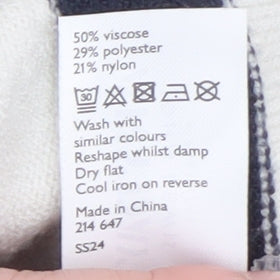 50% viscose
29% polyester
21% nylon
30
Wash with
similar colours
Reshape whilst damp
Dry flat
Cool iron on reverse
Made in China
214 647
SS24